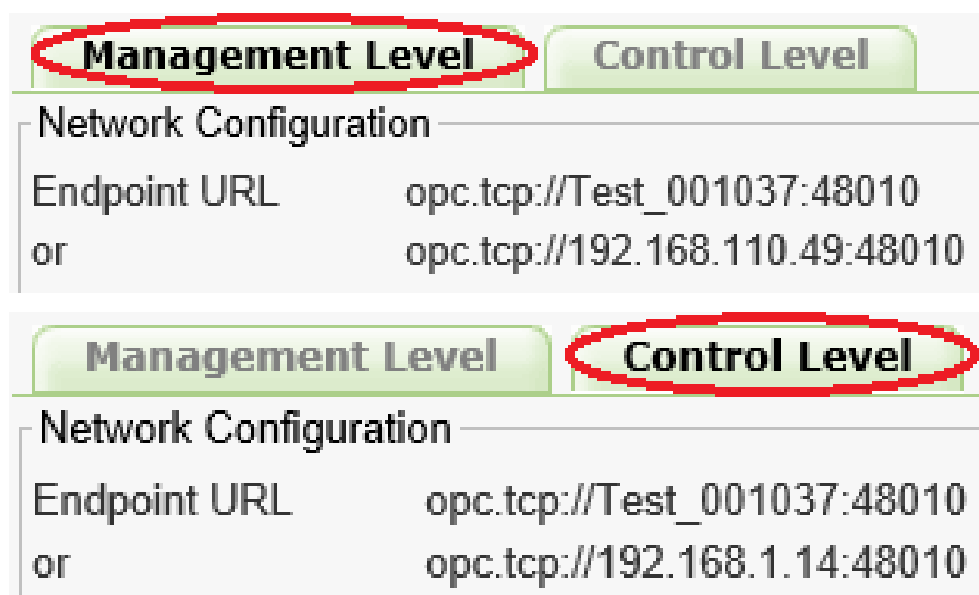 Management Level Control Level
Network Configuration
Endpoint URL opc.tcp://Test_001037:48010
or opc.tcp://192.168.110.49:48010
Management Level Control Level
Network Configuration
Endpoint URL opc.tcp://Test_001037:48010
or opc.tcp://192.168.1.14:48010